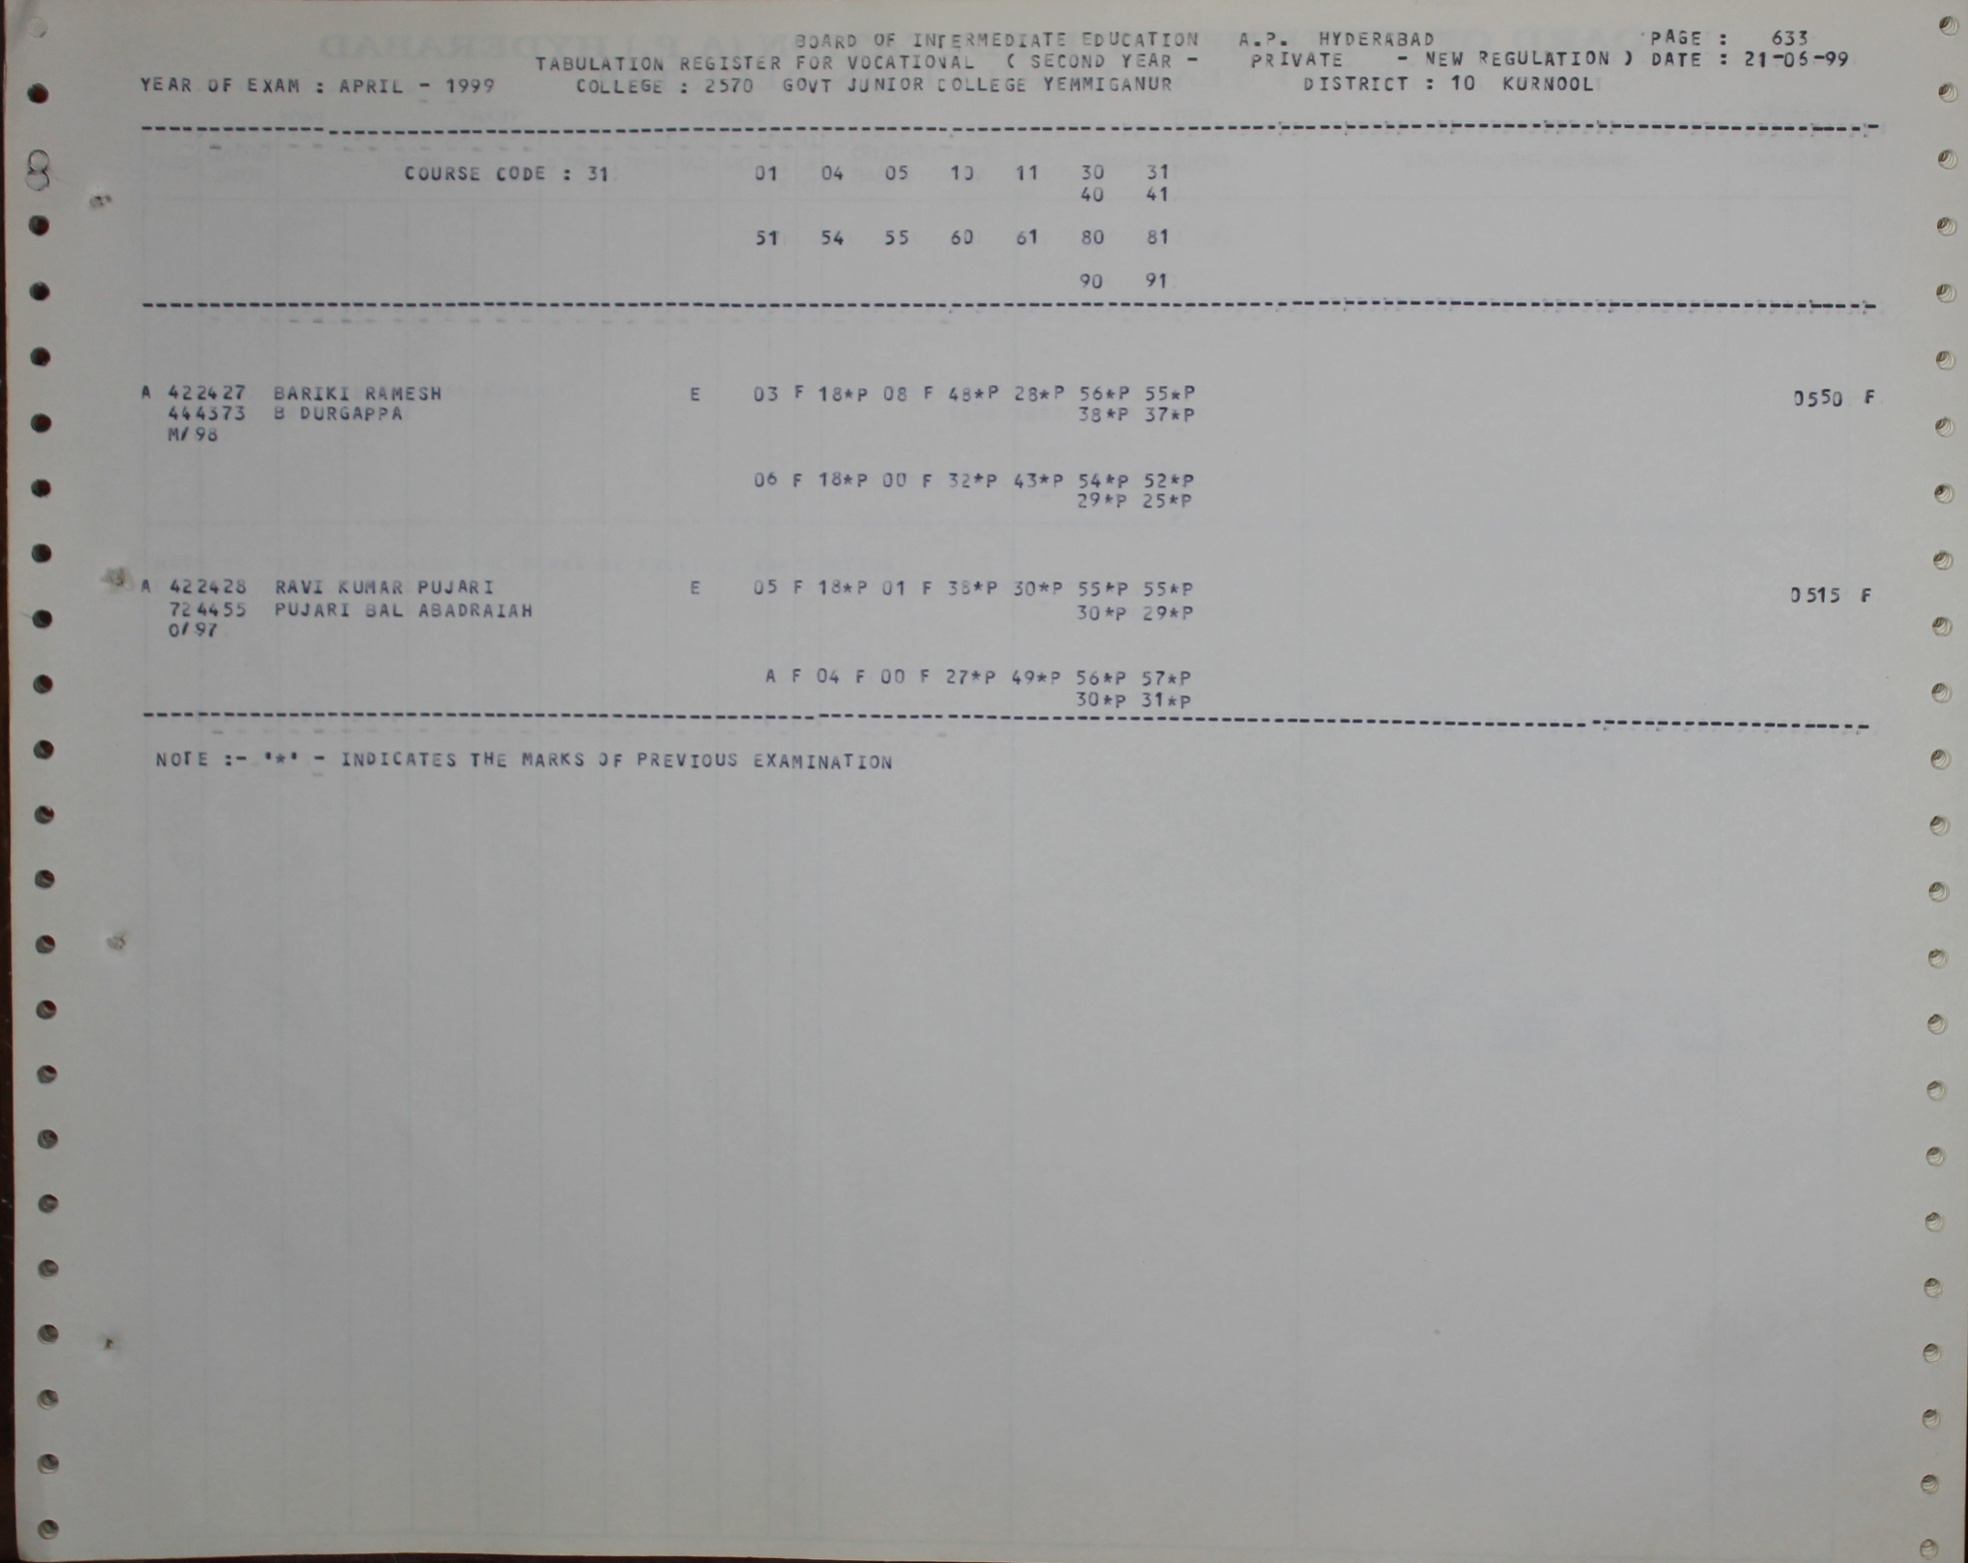 BOARD OF INTERMEDIATE EDUCATION A.P. HYDERABAD PAGE : 633
TABULATION REGISTER FOR VOCATIONAL ( SECOND YEAR - PRIVATE - NEW REGULATION ) DATE : 21-06-99
YEAR OF EXAM : APRIL - 1999 COLLEGE : 2570 GOVT JUNIOR COLLEGE YEMMIGANUR DISTRICT : 10 KURNOOL
COURSE CODE : 31 01 04 05 10 11 30 31
40 41
51 54 55 60 61 80 81
90 91
A 422427 BARIKI RAMESH E 03 F 18*P 08 F 48*P 28*P 56*P 55*P 0550 F
444373 B DURGAPPA 38*P 37*P
M/98
06 F 18*P 00 F 32*P 43*P 54*P 52*P
29*P 25*P
A 422428 RAVI KUMAR PUJARI E 05 F 18*P 01 F 38*P 30*P 55*P 55*P 0515 F
724455 PUJARI BAL ABADRAIAH 30*P 29*P
O/97
A F 04 F 00 F 27*P 49*P 56*P 57*P
30*P 31*P
NOTE :- '*' - INDICATES THE MARKS OF PREVIOUS EXAMINATION